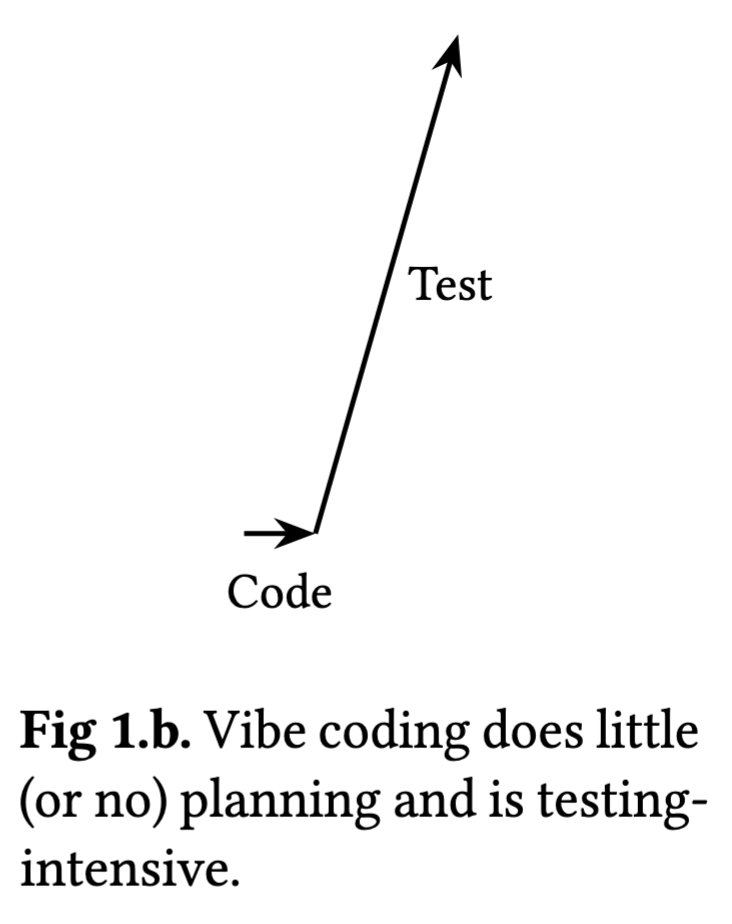 Test
Code
Fig 1.b. Vibe coding does little
(or no) planning and is testing-
intensive.